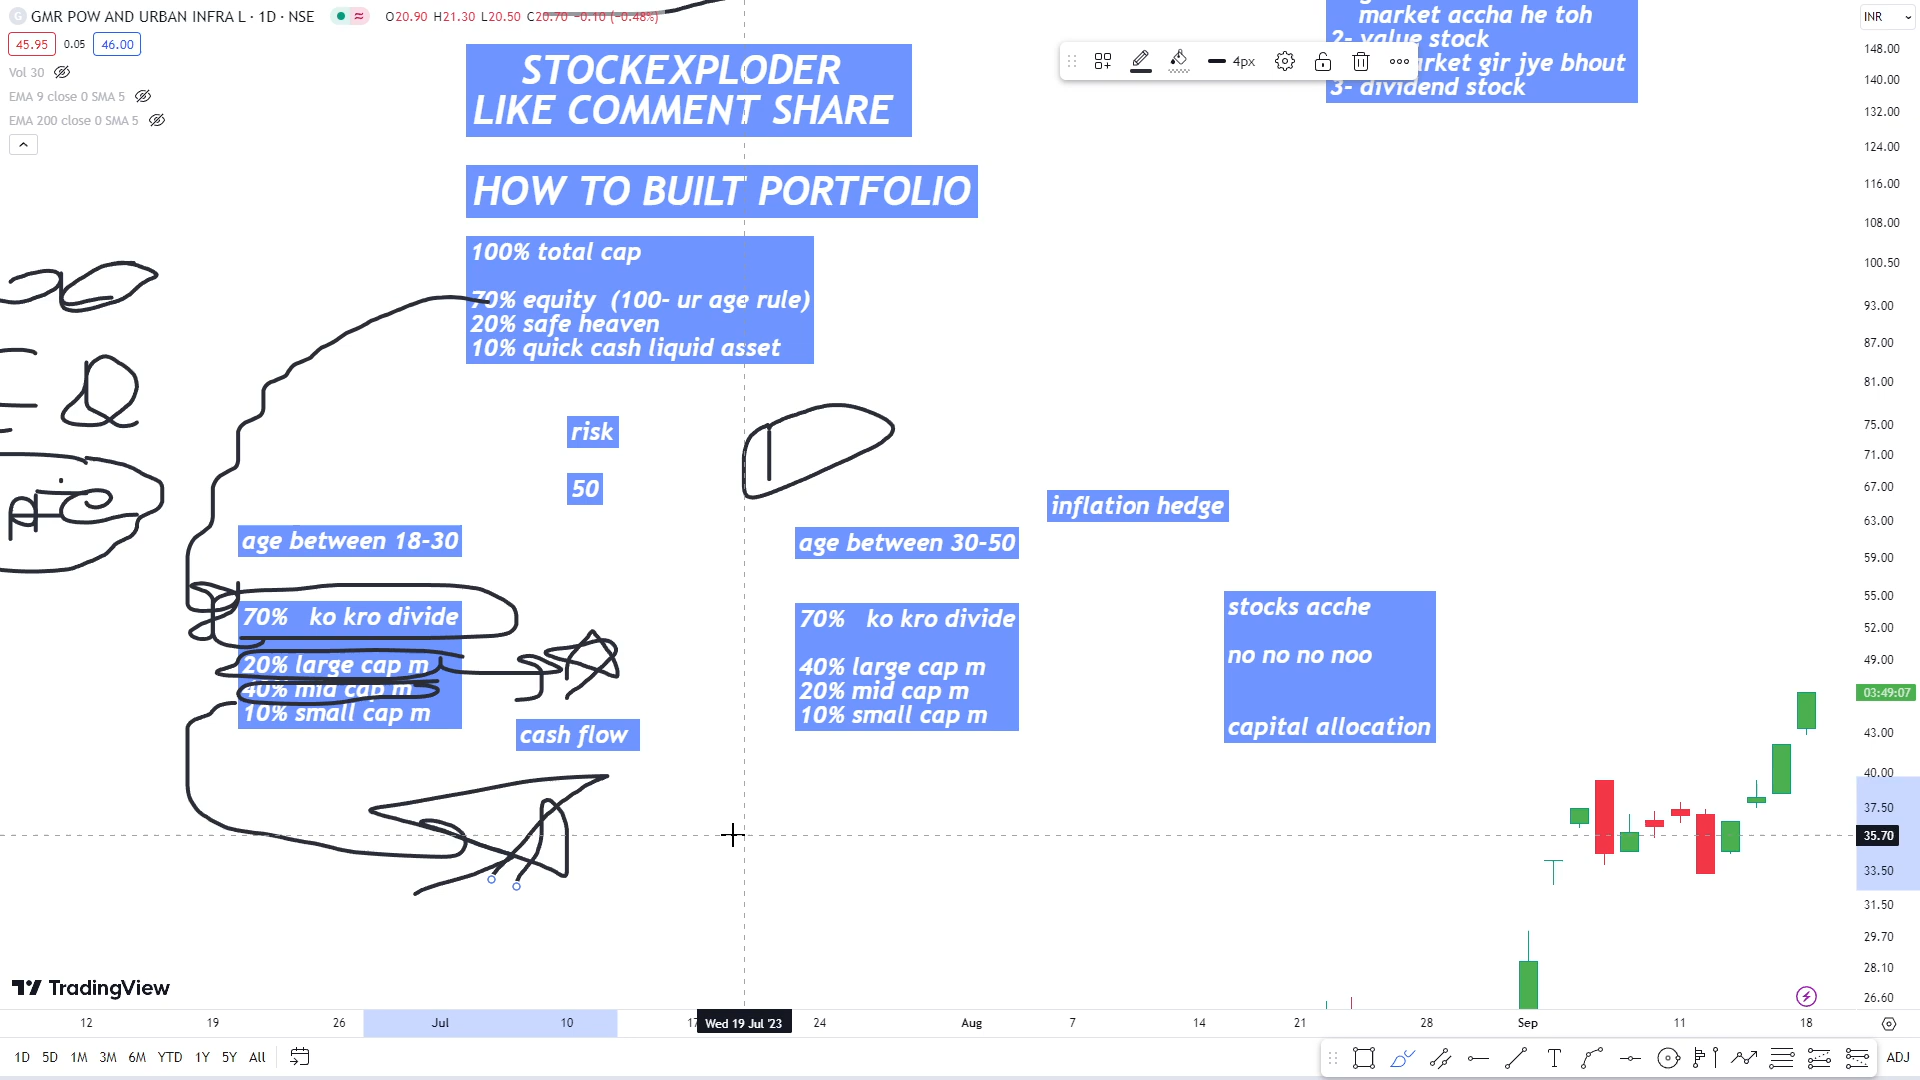 GMR POW AND URBAN INFRA L · 1D · NSE
O20.90 H21.30 L20.50 C20.70 −0.10 (−0.48%)
INR
45.95 0.05 46.00
Vol 30
EMA 9 close 0 SMA 5
EMA 200 close 0 SMA 5
market accha he toh
2- value stock
rket gir jye bhout
3- dividend stock
4px
STOCKEXPLODER
LIKE COMMENT SHARE
HOW TO BUILT PORTFOLIO
100% total cap
70% equity (100- ur age rule)
20% safe heaven
10% quick cash liquid asset
risk
50
inflation hedge
age between 18-30
70% ko kro divide
20% large cap m
40% mid cap m
10% small cap m
cash flow
age between 30-50
70% ko kro divide
40% large cap m
20% mid cap m
10% small cap m
stocks acche
no no no noo
capital allocation
148.00
140.00
132.00
124.00
116.00
108.00
100.50
93.00
87.00
81.00
75.00
71.00
67.00
63.00
59.00
55.00
52.00
49.00
03:49:07
43.00
40.00
37.50
35.70
33.50
31.50
29.70
28.10
26.60
TradingView
12 19 26 Jul 10 17 Wed 19 Jul '23 24 Aug 7 14 21 28 Sep 11 18
1D 5D 1M 3M 6M YTD 1Y 5Y All
ADJ